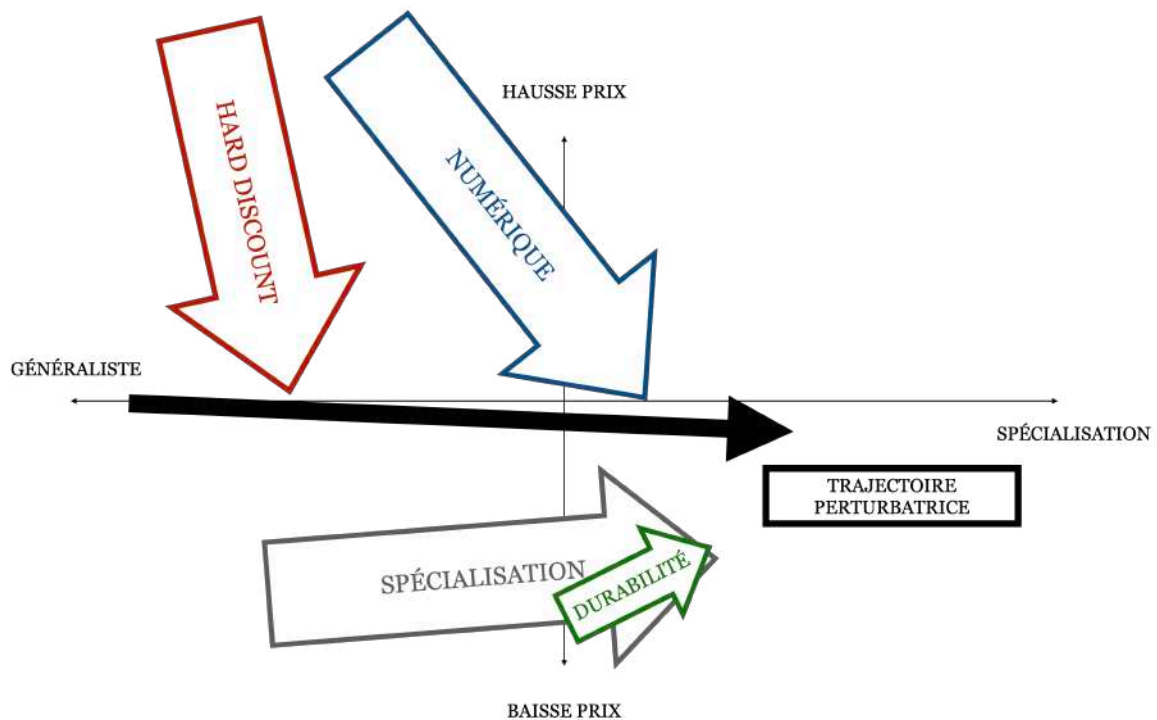 HAUSSE PRIX
HARD DISCOUNT
NUMÉRIQUE
GÉNÉRALISTE
SPÉCIALISATION
TRAJECTOIRE
PERTURBATRICE
SPÉCIALISATION
DURABILITÉ
BAISSE PRIX